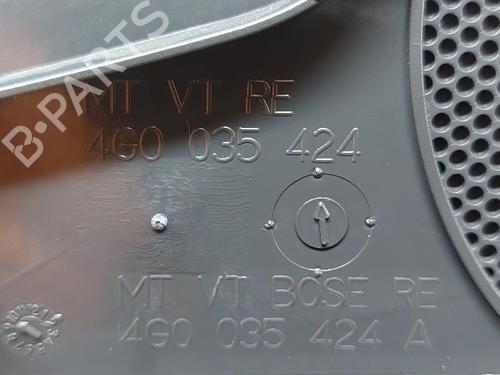 B-PARTS
MT VT RE
4G0 035 424
MT VT BOSE RE
4G0 035 424 A